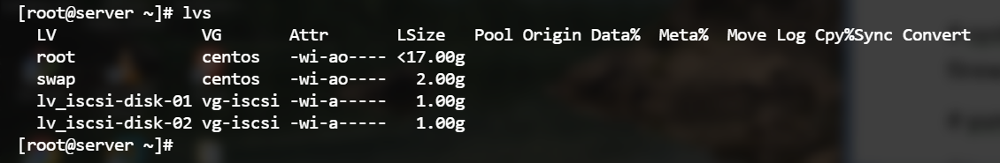 [root@server ~]# lvs
  LV               VG       Attr       LSize   Pool Origin Data%  Meta%  Move Log Cpy%Sync Convert
  root             centos   -wi-ao---- <17.00g
  swap             centos   -wi-ao----   2.00g
  lv_iscsi-disk-01 vg-iscsi -wi-a-----   1.00g
  lv_iscsi-disk-02 vg-iscsi -wi-a-----   1.00g
[root@server ~]#